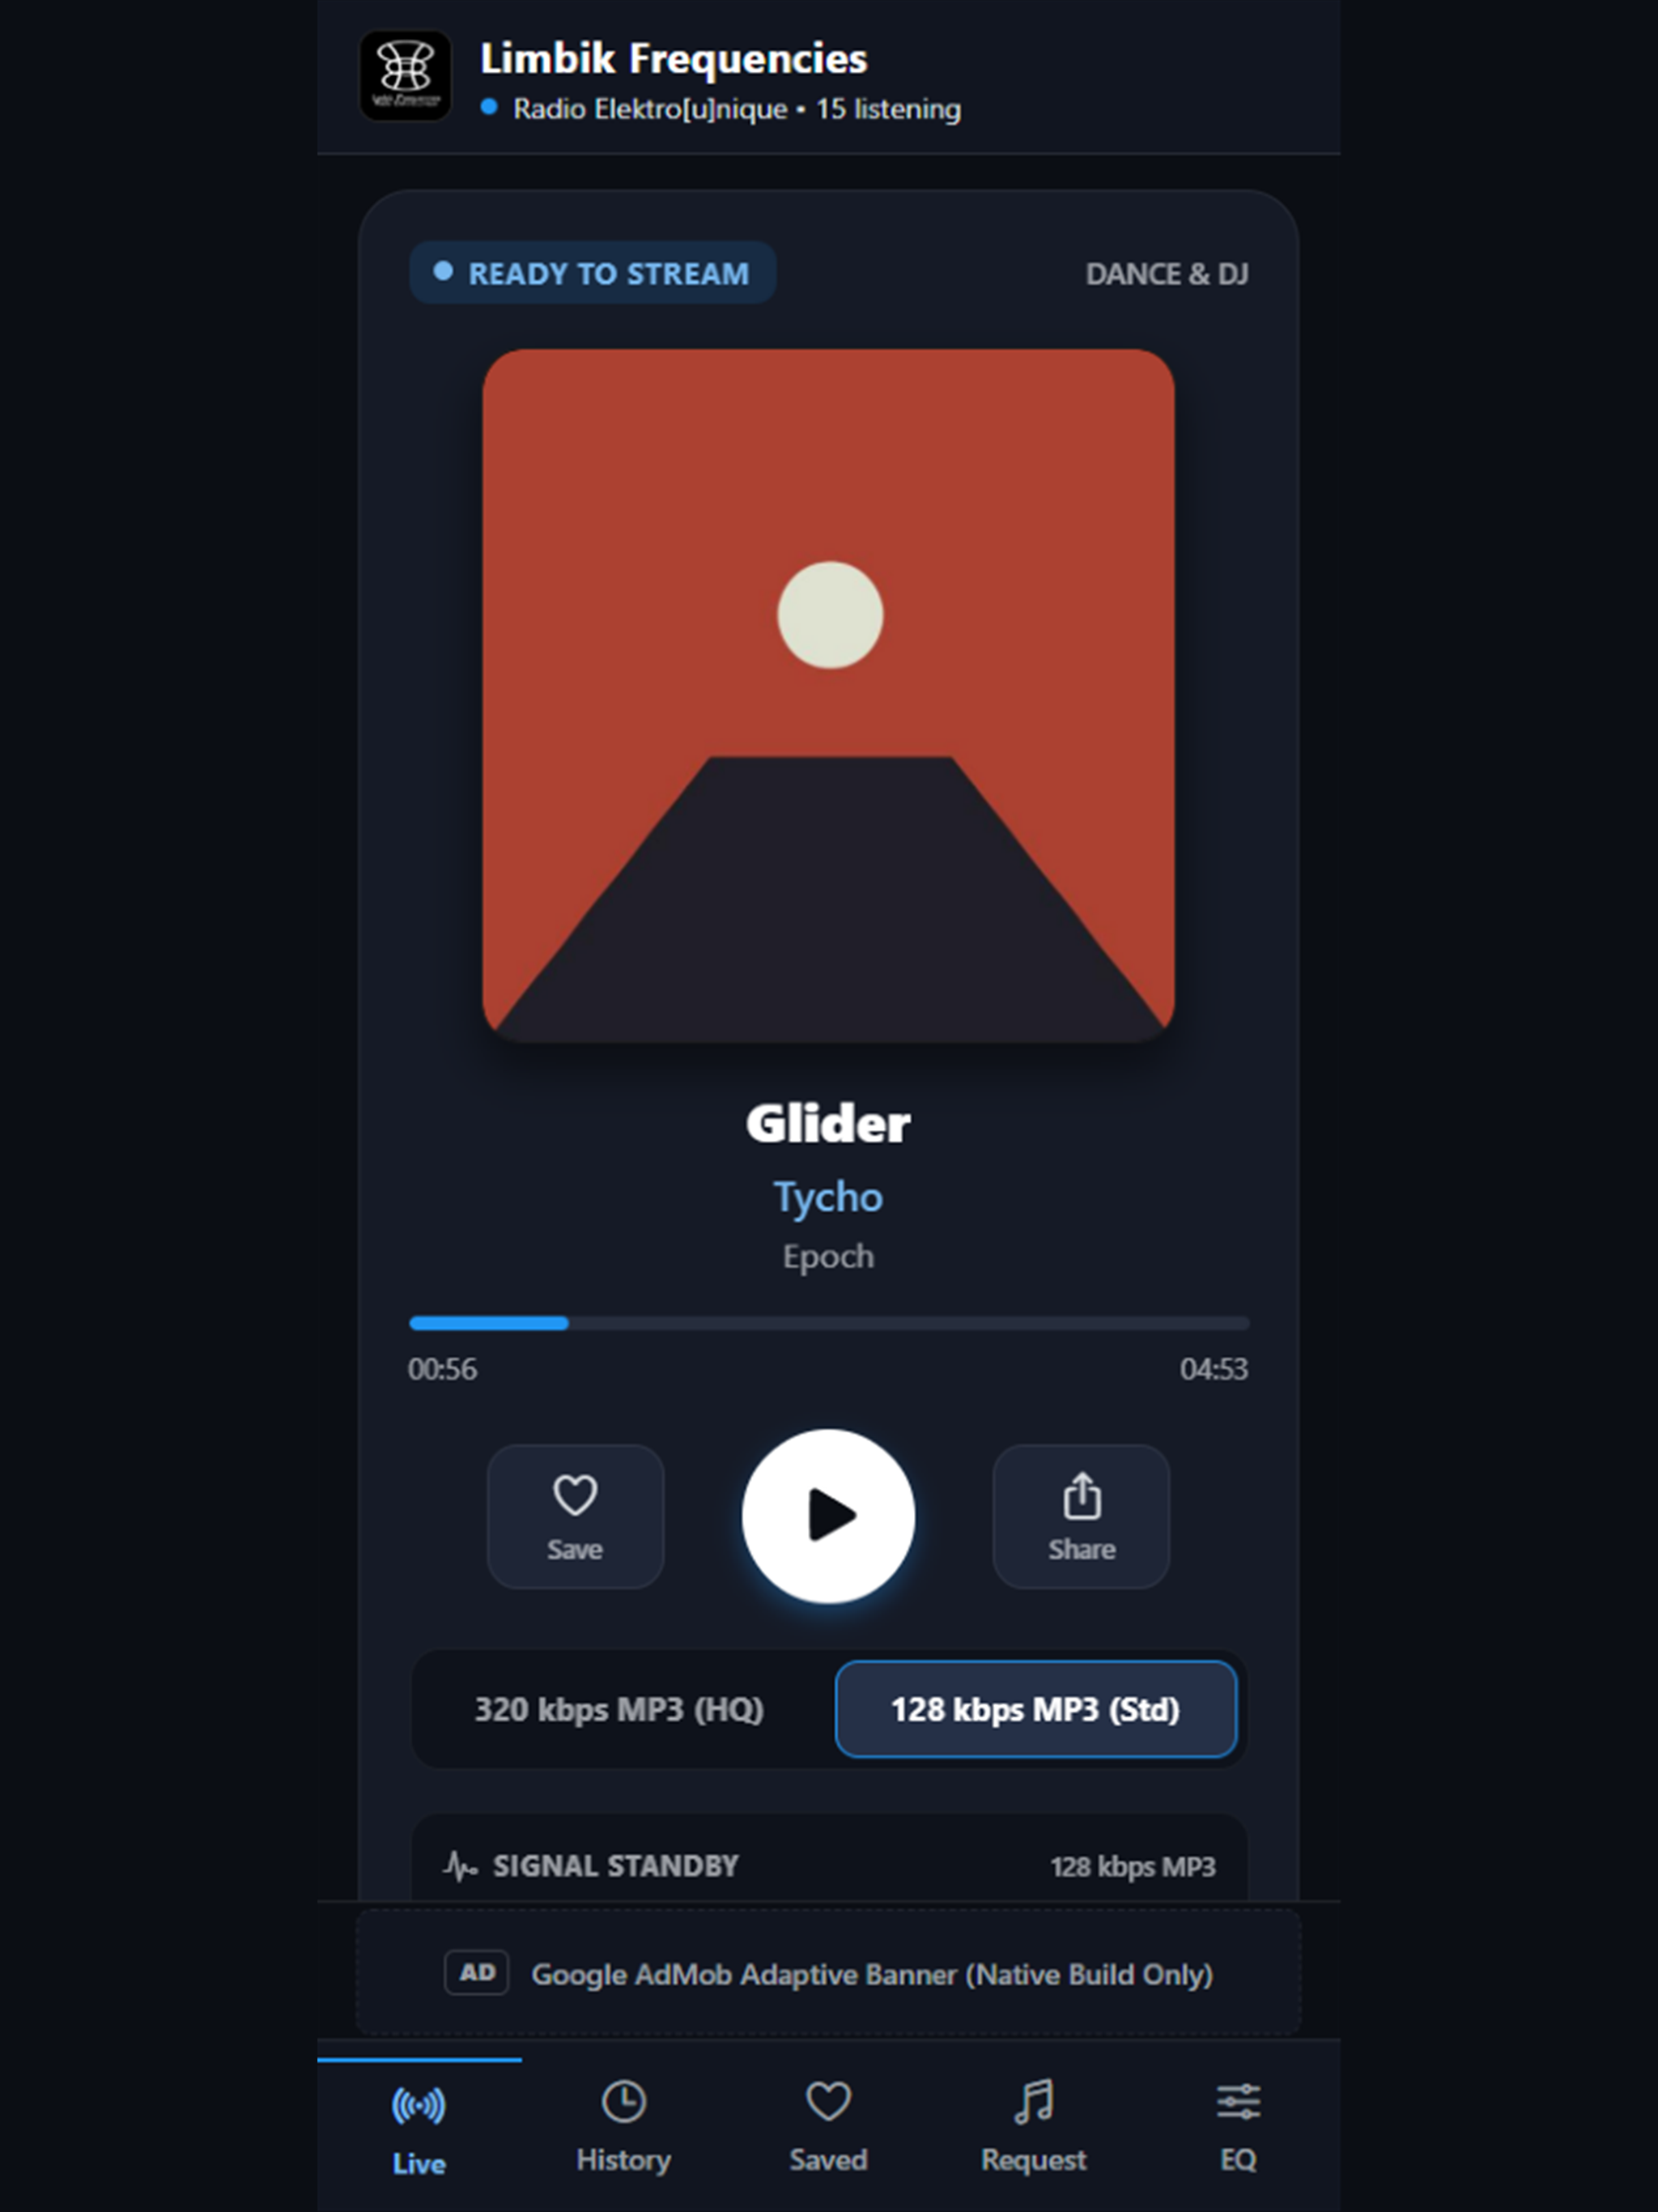 Limbik Frequencies
Radio Elektro[u]nique • 15 listening
READY TO STREAM
DANCE & DJ
Glider
Tycho
Epoch
00:56
04:53
Save
Share
320 kbps MP3 (HQ)
128 kbps MP3 (Std)
SIGNAL STANDBY
128 kbps MP3
AD
Google AdMob Adaptive Banner (Native Build Only)
Live
History
Saved
Request
EQ